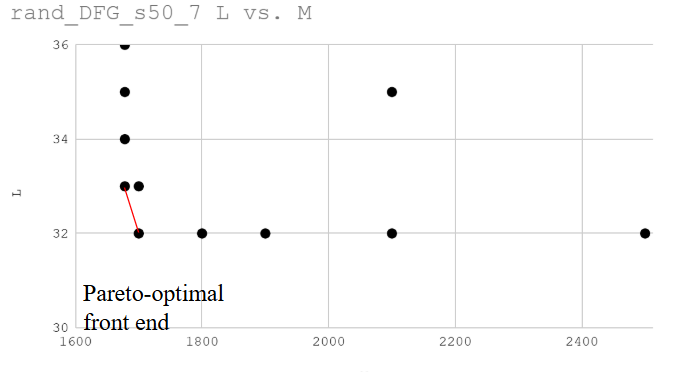 rand_DFG_s50_7 L vs. M
36
34
32
30
L
Pareto-optimal
front end
1600 1800 2000 2200 2400